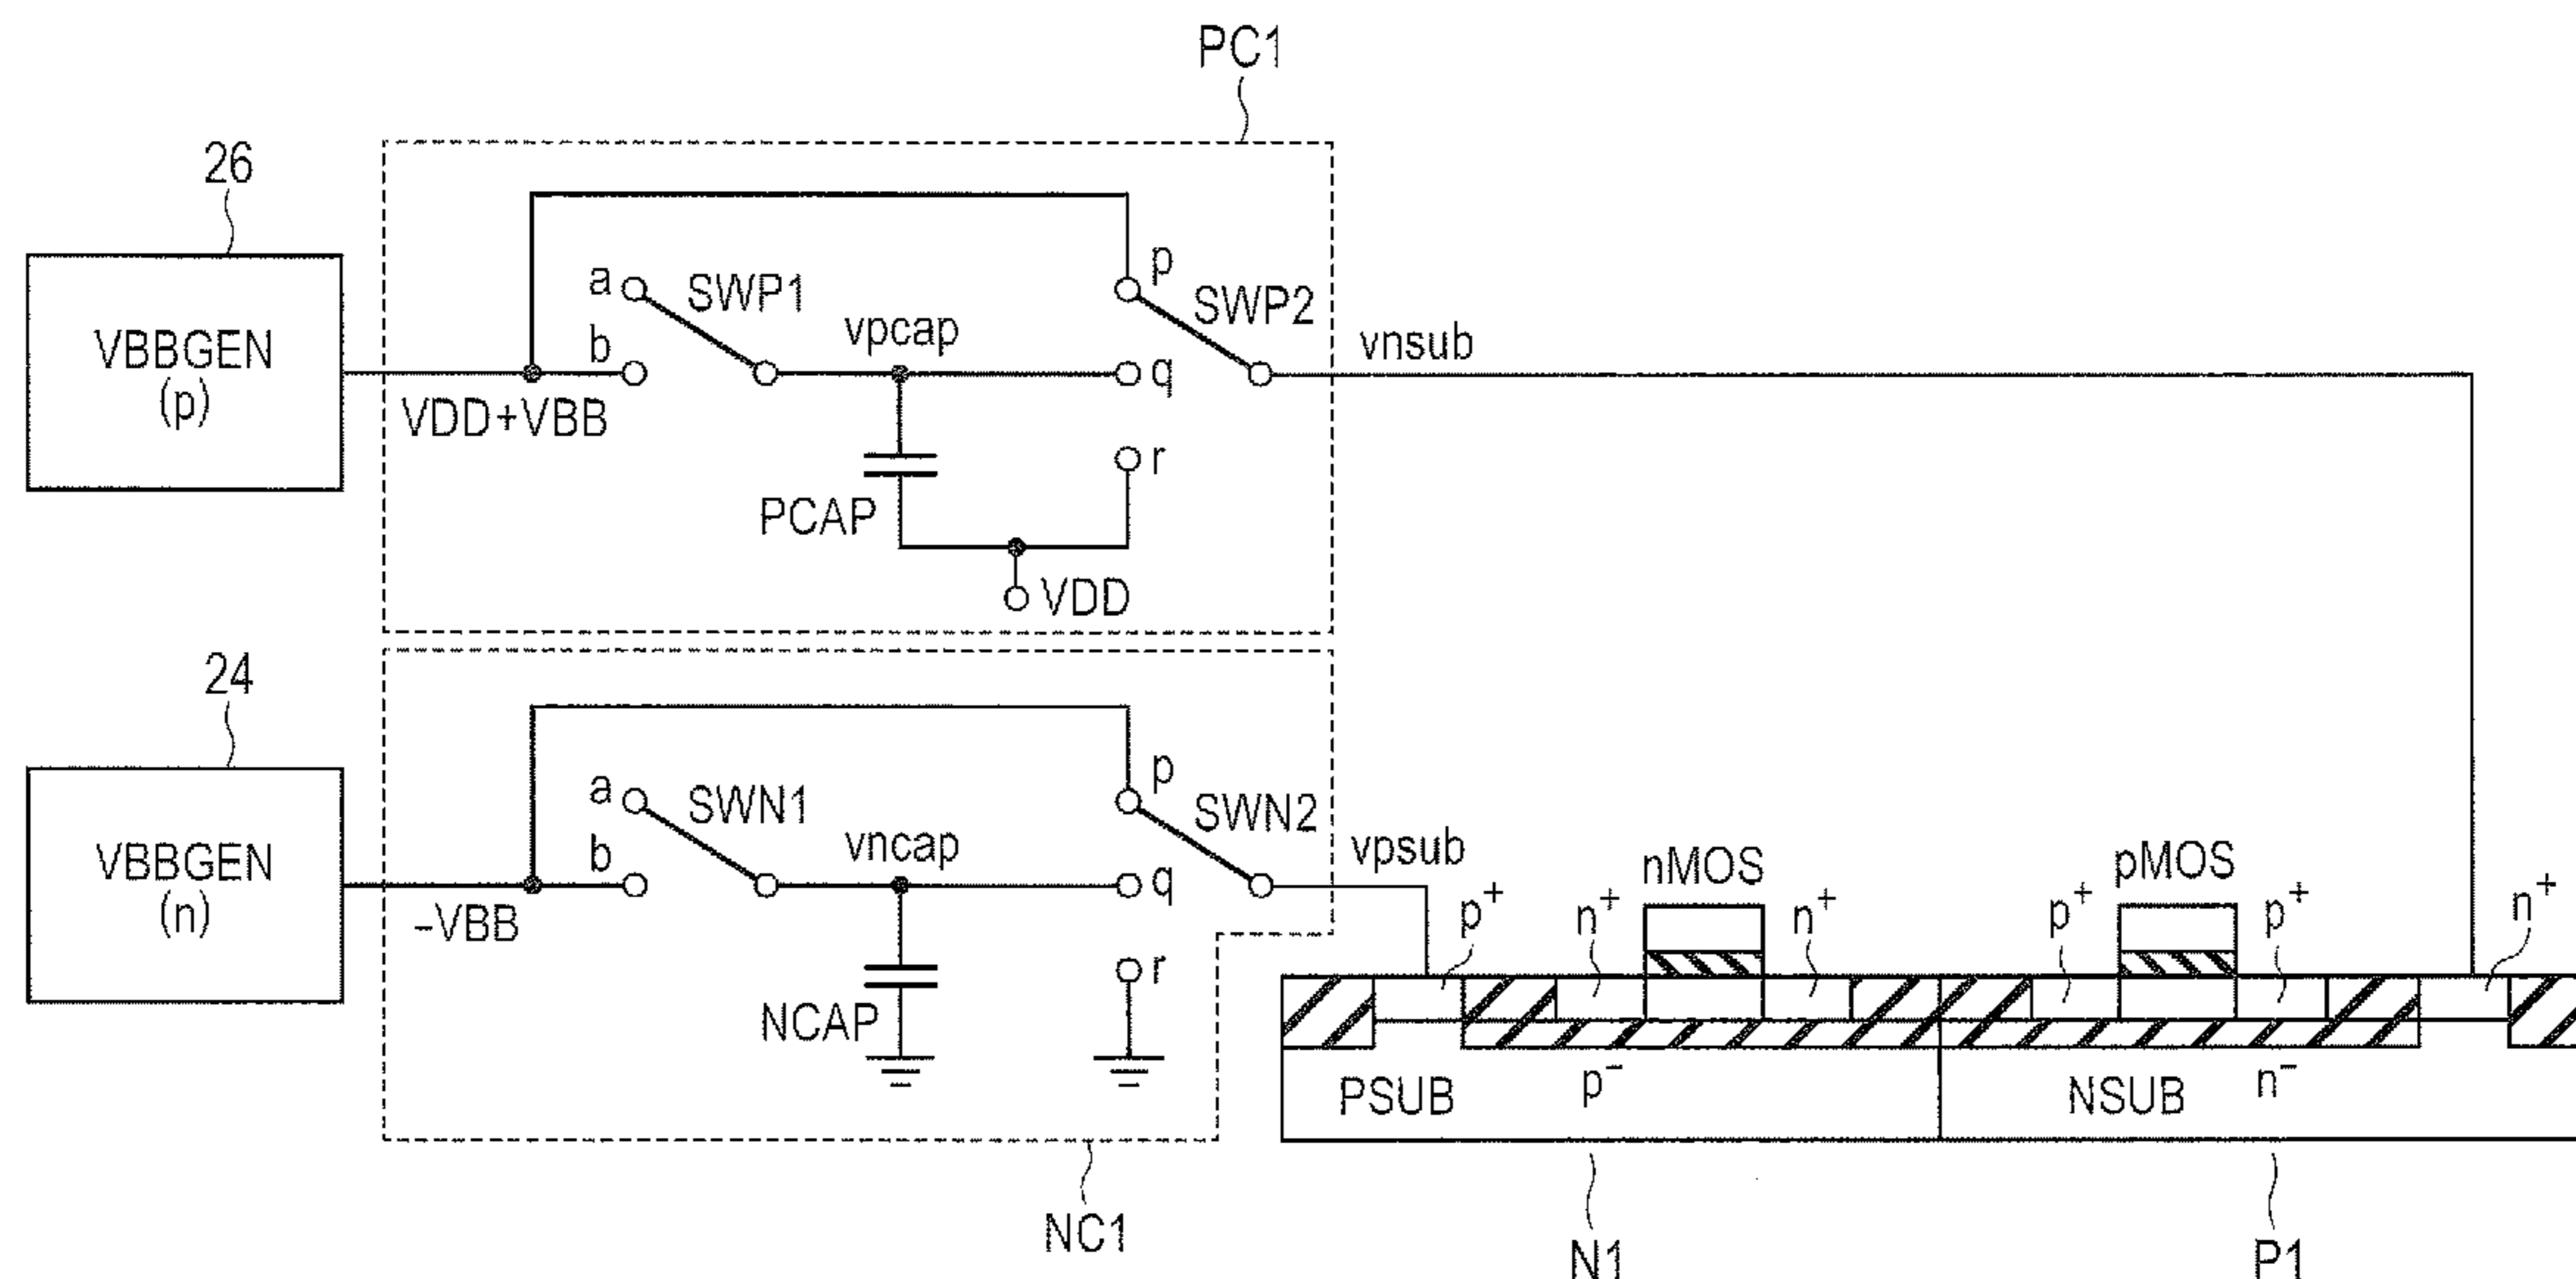 PC1
26
VBBGEN
(p)
VDD+VBB
a
b
SWP1
vpcap
PCAP
VDD
p
q
r
SWP2
vnsub
24
VBBGEN
(n)
-VBB
a
b
SWN1
vncap
NCAP
p
q
r
SWN2
vpsub
NC1
nMOS
pMOS
p+
n+
n+
p+
p+
n+
PSUB
p-
NSUB
n-
N1
P1